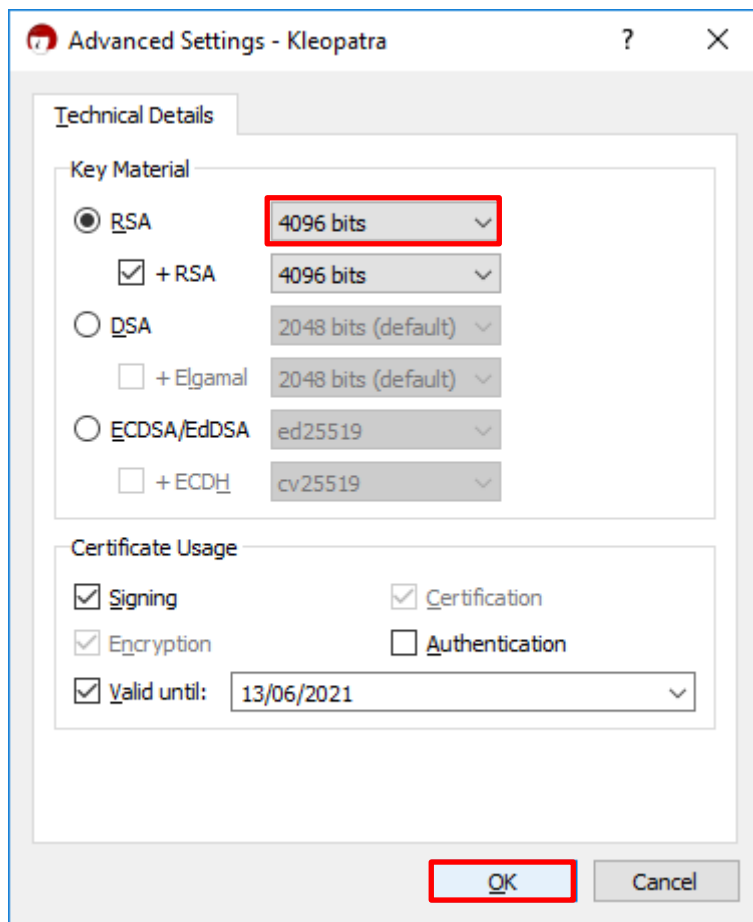 Advanced Settings - Kleopatra
Technical Details
Key Material
RSA 4096 bits
+ RSA 4096 bits
DSA 2048 bits (default)
+ Elgamal 2048 bits (default)
ECDSA/EdDSA ed25519
+ ECDH cv25519
Certificate Usage
Signing Certification
Encryption Authentication
Valid until: 13/06/2021
OK Cancel